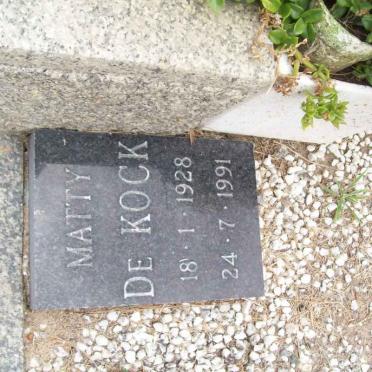 MATTY
DE KOCK
18 · 1 · 1928
24 · 7 · 1991